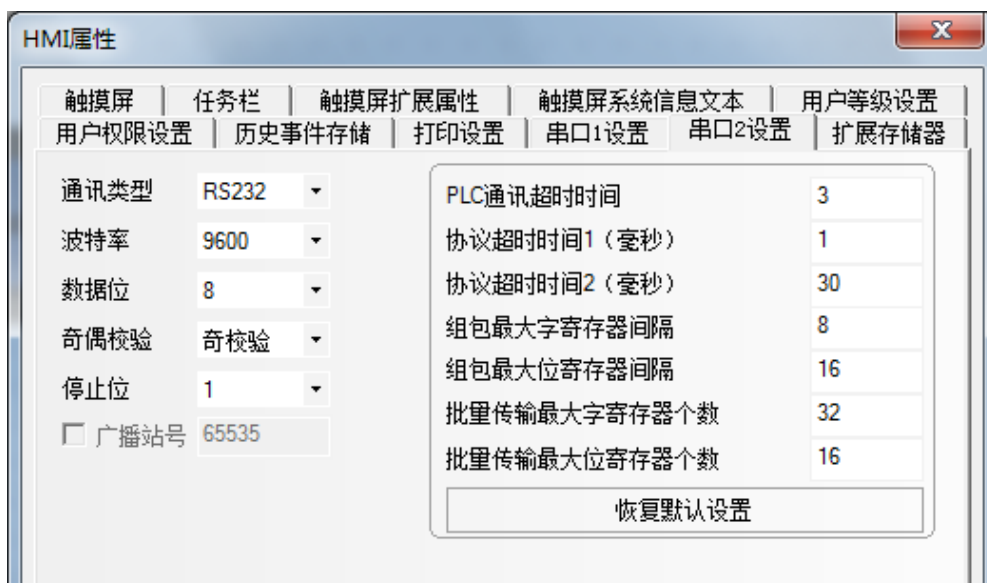 HMI属性
触摸屏 任务栏 触摸屏扩展属性 触摸屏系统信息文本 用户等级设置
用户权限设置 历史事件存储 打印设置 串口1设置 串口2设置 扩展存储器
通讯类型 RS232
波特率 9600
数据位 8
奇偶校验 奇校验
停止位 1
广播站号 65535
PLC通讯超时时间 3
协议超时时间1（毫秒） 1
协议超时时间2（毫秒） 30
组包最大字寄存器间隔 8
组包最大位寄存器间隔 16
批量传输最大字寄存器个数 32
批量传输最大位寄存器个数 16
恢复默认设置